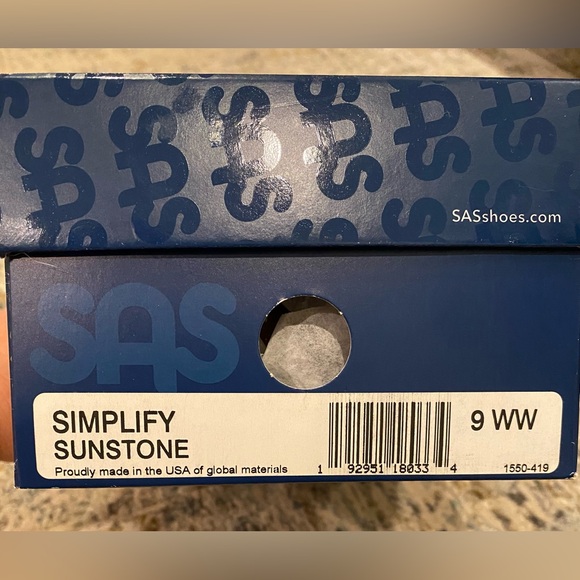 SASshoes.com
SAS
SIMPLIFY
SUNSTONE
Proudly made in the USA of global materials
1 92951 18033 4
9 WW
1550-419